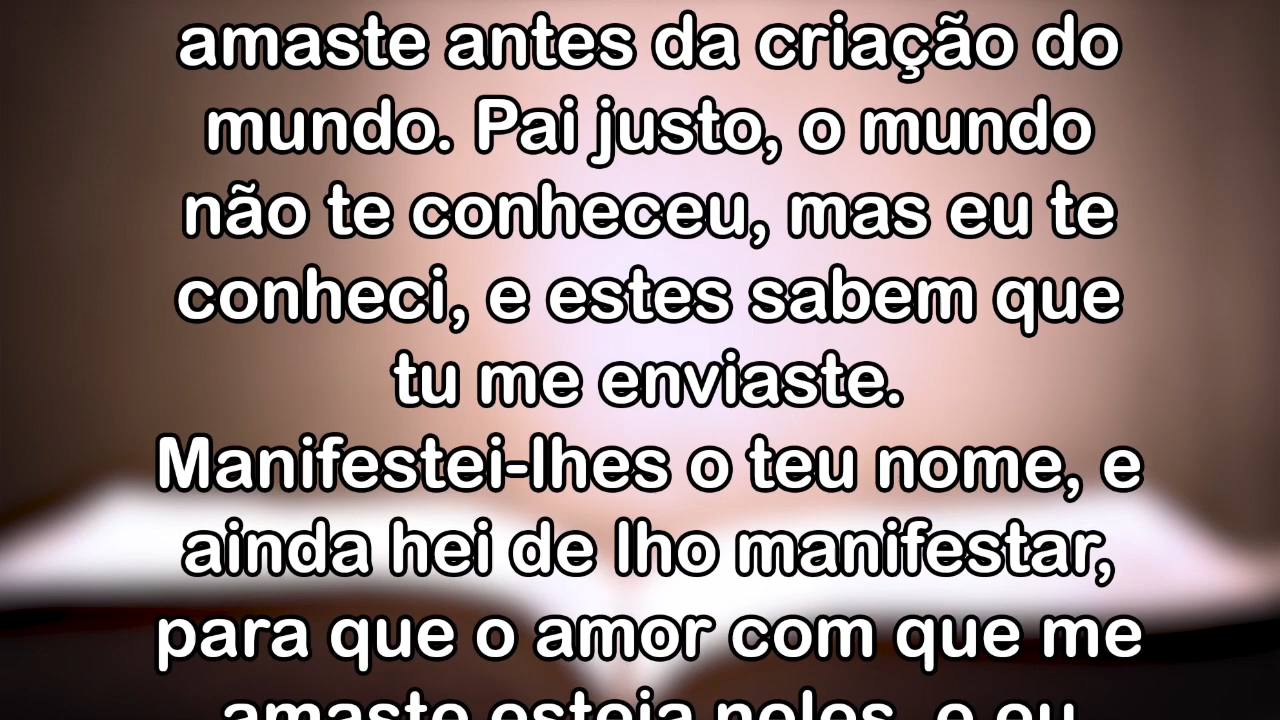 amaste antes da criação do
mundo. Pai justo, o mundo
não te conheceu, mas eu te
conheci, e estes sabem que
tu me enviaste.
Manifestei-lhes o teu nome, e
ainda hei de lho manifestar,
para que o amor com que me
amaste esteja neles, e eu